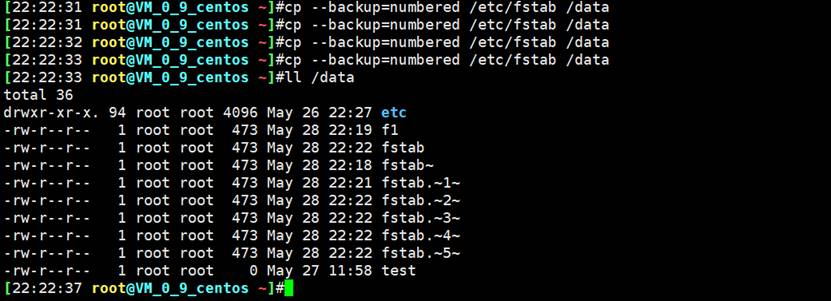 [22:22:31 root@VM_0_9_centos ~]#cp --backup=numbered /etc/fstab /data
[22:22:31 root@VM_0_9_centos ~]#cp --backup=numbered /etc/fstab /data
[22:22:32 root@VM_0_9_centos ~]#cp --backup=numbered /etc/fstab /data
[22:22:33 root@VM_0_9_centos ~]#cp --backup=numbered /etc/fstab /data
[22:22:33 root@VM_0_9_centos ~]#ll /data
total 36
drwxr-xr-x. 94 root root 4096 May 26 22:27 etc
-rw-r--r--   1 root root  473 May 28 22:19 f1
-rw-r--r--   1 root root  473 May 28 22:22 fstab
-rw-r--r--   1 root root  473 May 28 22:18 fstab~
-rw-r--r--   1 root root  473 May 28 22:21 fstab.~1~
-rw-r--r--   1 root root  473 May 28 22:22 fstab.~2~
-rw-r--r--   1 root root  473 May 28 22:22 fstab.~3~
-rw-r--r--   1 root root  473 May 28 22:22 fstab.~4~
-rw-r--r--   1 root root  473 May 28 22:22 fstab.~5~
-rw-r--r--   1 root root    0 May 27 11:58 test
[22:22:37 root@VM_0_9_centos ~]#